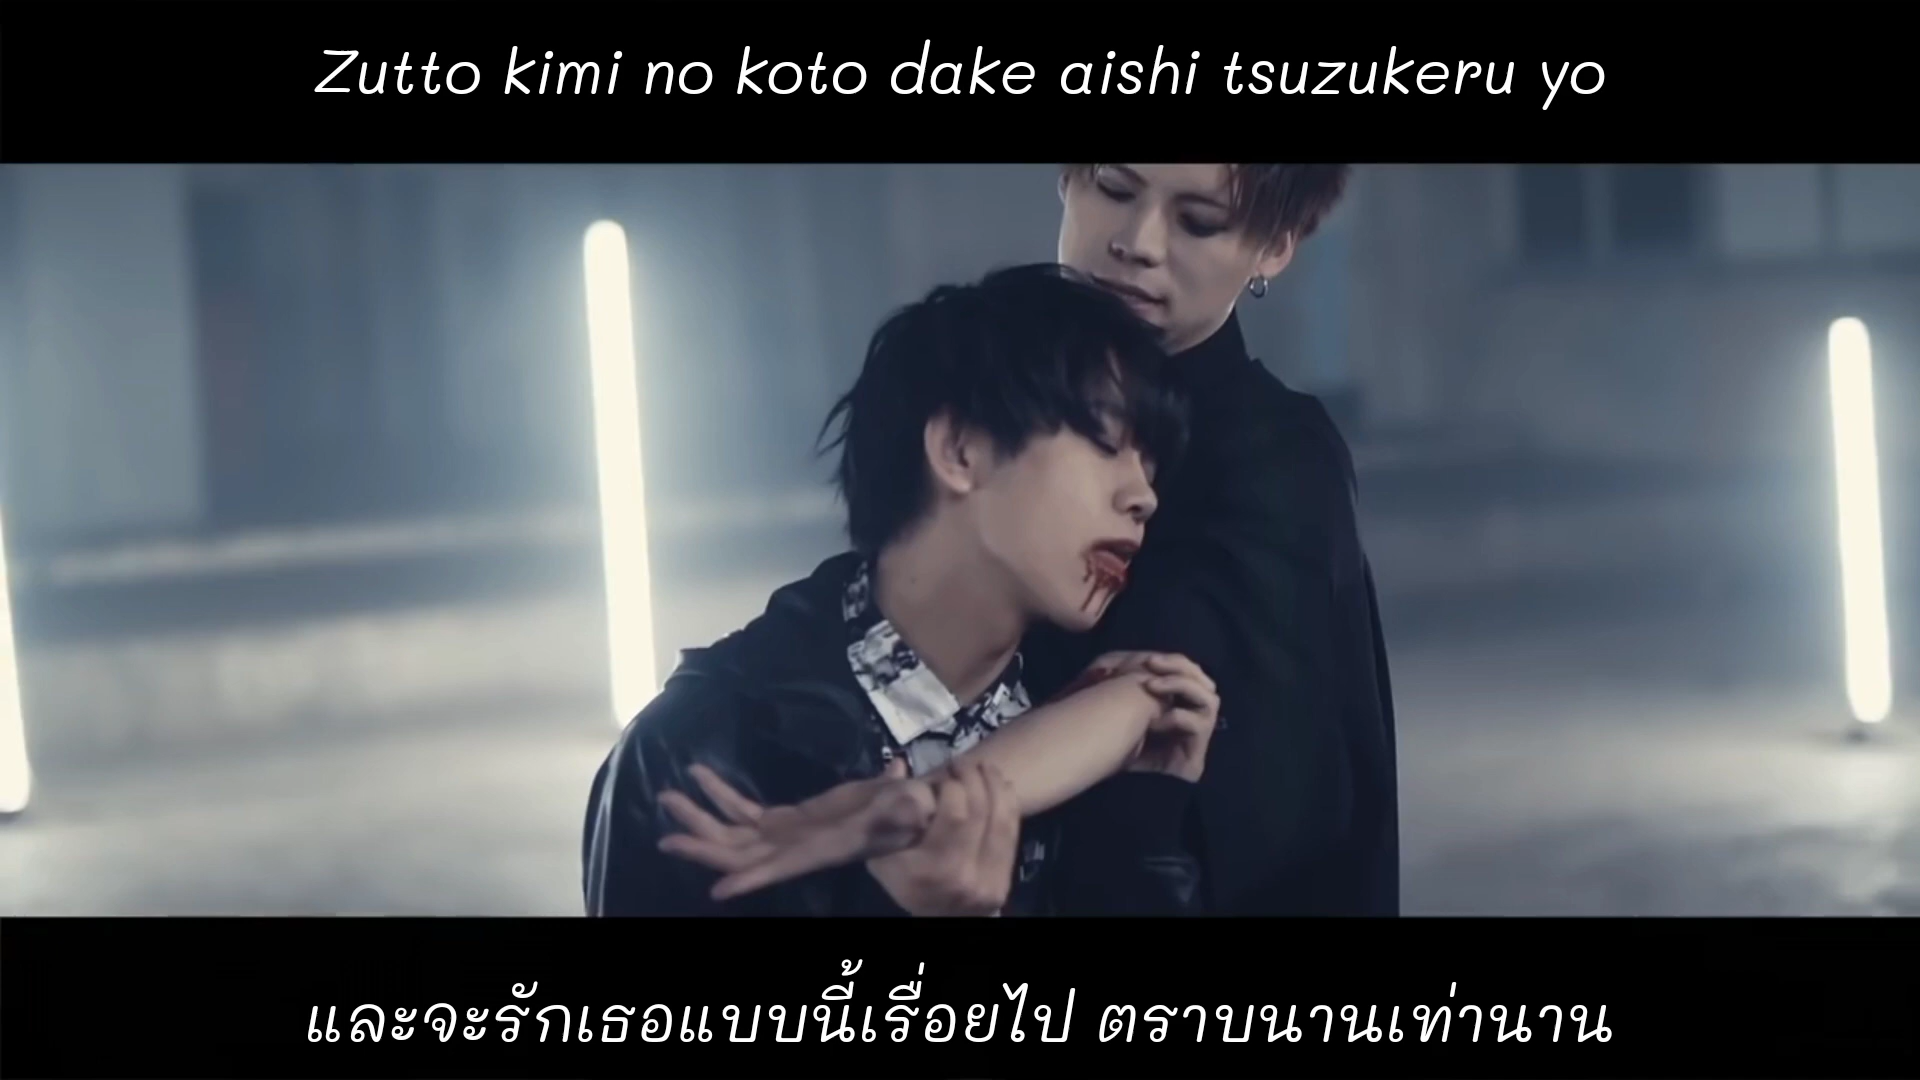 Zutto kimi no koto dake aishi tsuzukeru yo
และจะรักเธอแบบนี้เรื่อยไป ตราบนานเท่านาน